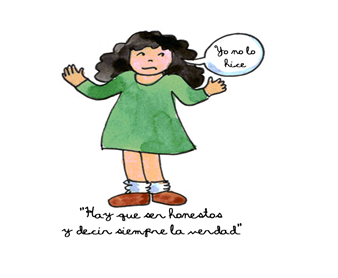 Yo no lo
hice
"Hay que ser honestos
y decir siempre la verdad"